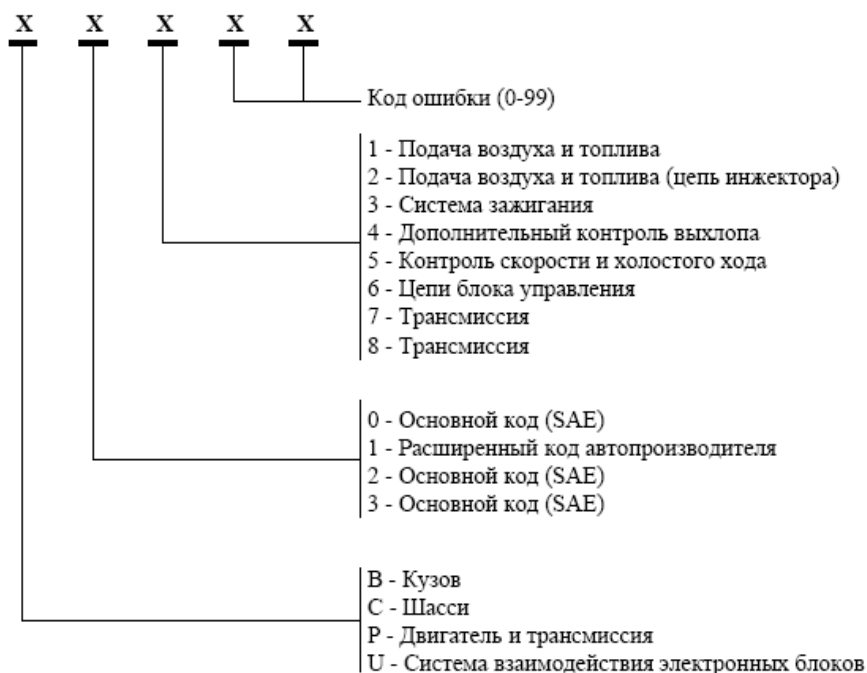 X X X X X
Код ошибки (0-99)
1 - Подача воздуха и топлива
2 - Подача воздуха и топлива (цепь инжектора)
3 - Система зажигания
4 - Дополнительный контроль выхлопа
5 - Контроль скорости и холостого хода
6 - Цепи блока управления
7 - Трансмиссия
8 - Трансмиссия
0 - Основной код (SAE)
1 - Расширенный код автопроизводителя
2 - Основной код (SAE)
3 - Основной код (SAE)
B - Кузов
C - Шасси
P - Двигатель и трансмиссия
U - Система взаимодействия электронных блоков